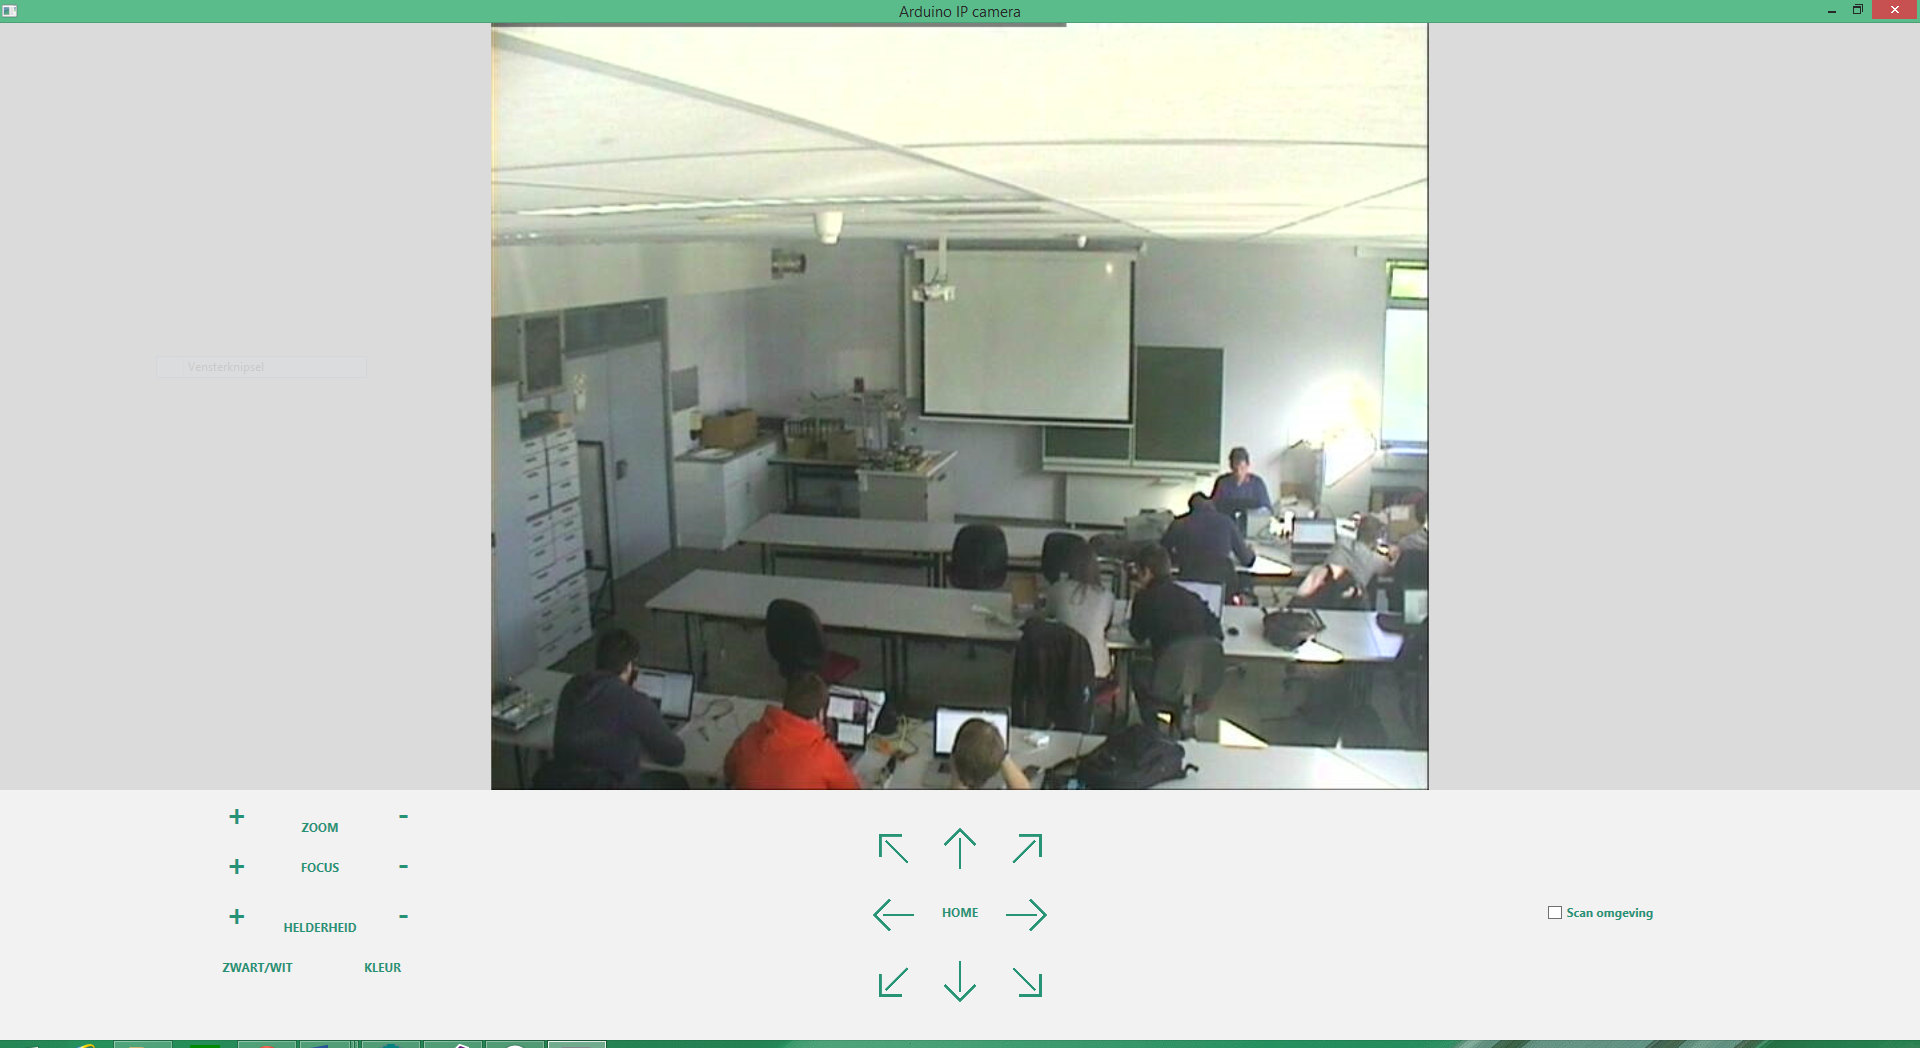 Arduino IP camera
Vensterknipsel
+ ZOOM -
+ FOCUS -
+ HELDERHEID -
ZWART/WIT KLEUR
HOME
Scan omgeving